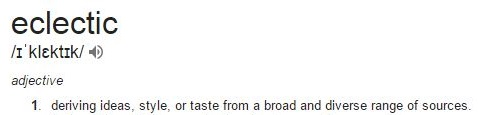 eclectic
/ɪˈklɛktɪk/
adjective
1. deriving ideas, style, or taste from a broad and diverse range of sources.